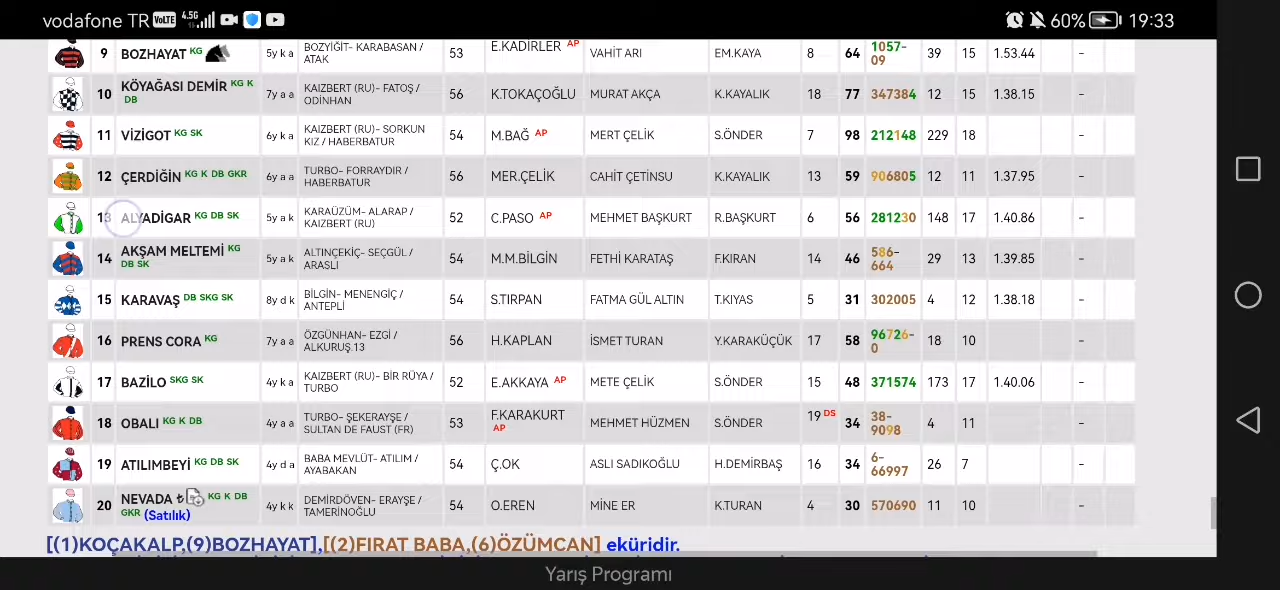 vodafone TR VoLTE 4.5G 60% 19:33
9 BOZHAYAT KG 5y k a BOZYİĞİT- KARABASAN / ATAK 53 E.KADİRLER AP VAHİT ARI EM.KAYA 8 64 1057-09 39 15 1.53.44 -
10 KÖYAĞASI DEMİR KG K DB 7y a a KAIZBERT (RU)- FATOŞ / ODİNHAN 56 K.TOKAÇOĞLU MURAT AKÇA K.KAYALIK 18 77 347384 12 15 1.38.15 -
11 VİZİGOT KG SK 6y k a KAIZBERT (RU)- SORKUN KIZ / HABERBATUR 54 M.BAĞ AP MERT ÇELİK S.ÖNDER 7 98 212148 229 18 -
12 ÇERDİĞİN KG K DB GKR 6y a a TURBO- FORRAYDIR / HABERBATUR 56 MER.ÇELİK CAHİT ÇETİNSU K.KAYALIK 13 59 906805 12 11 1.37.95 -
13 ALYADİGAR KG DB SK 5y a k KARAÜZÜM- ALARAP / KAIZBERT (RU) 52 C.PASO AP MEHMET BAŞKURT R.BAŞKURT 6 56 281230 148 17 1.40.86 -
14 AKŞAM MELTEMİ KG DB SK 5y a k ALTINÇEKİÇ- SEÇGÜL / ARASLI 54 M.M.BİLGİN FETHİ KARATAŞ F.KIRAN 14 46 586-664 29 13 1.39.85 -
15 KARAVAŞ DB SKG SK 8y d k BİLGİN- MENENGİÇ / ANTEPLİ 54 S.TIRPAN FATMA GÜL ALTIN T.KIYAS 5 31 302005 4 12 1.38.18 -
16 PRENS CORA KG 7y a a ÖZGÜNHAN- EZGİ / ALKURUŞ.13 56 H.KAPLAN İSMET TURAN Y.KARAKÜÇÜK 17 58 96726-0 18 10 -
17 BAZİLO SKG SK 4y k a KAIZBERT (RU)- BİR RÜYA / TURBO 52 E.AKKAYA AP METE ÇELİK S.ÖNDER 15 48 371574 173 17 1.40.06 -
18 OBALI KG K DB 4y a a TURBO- ŞEKERAYŞE / SULTAN DE FAUST (FR) 53 F.KARAKURT AP MEHMET HÜZMEN S.ÖNDER 19 DS 34 38-9098 4 11 -
19 ATILIMBEYİ KG DB SK 4y d a BABA MEVLÜT- ATILIM / AYABAKAN 54 Ç.OK ASLI SADIKOĞLU H.DEMİRBAŞ 16 34 6-66997 26 7 -
20 NEVADA ₺ KG K DB GKR (Satılık) 4y k k DEMİRDÖVEN- ERAYŞE / TAMERİNOĞLU 54 O.EREN MİNE ER K.TURAN 4 30 570690 11 10 -
[(1)KOÇAKALP,(9)BOZHAYAT],[(2)FIRAT BABA,(6)ÖZÜMCAN] eküridir.
Yarış Programı